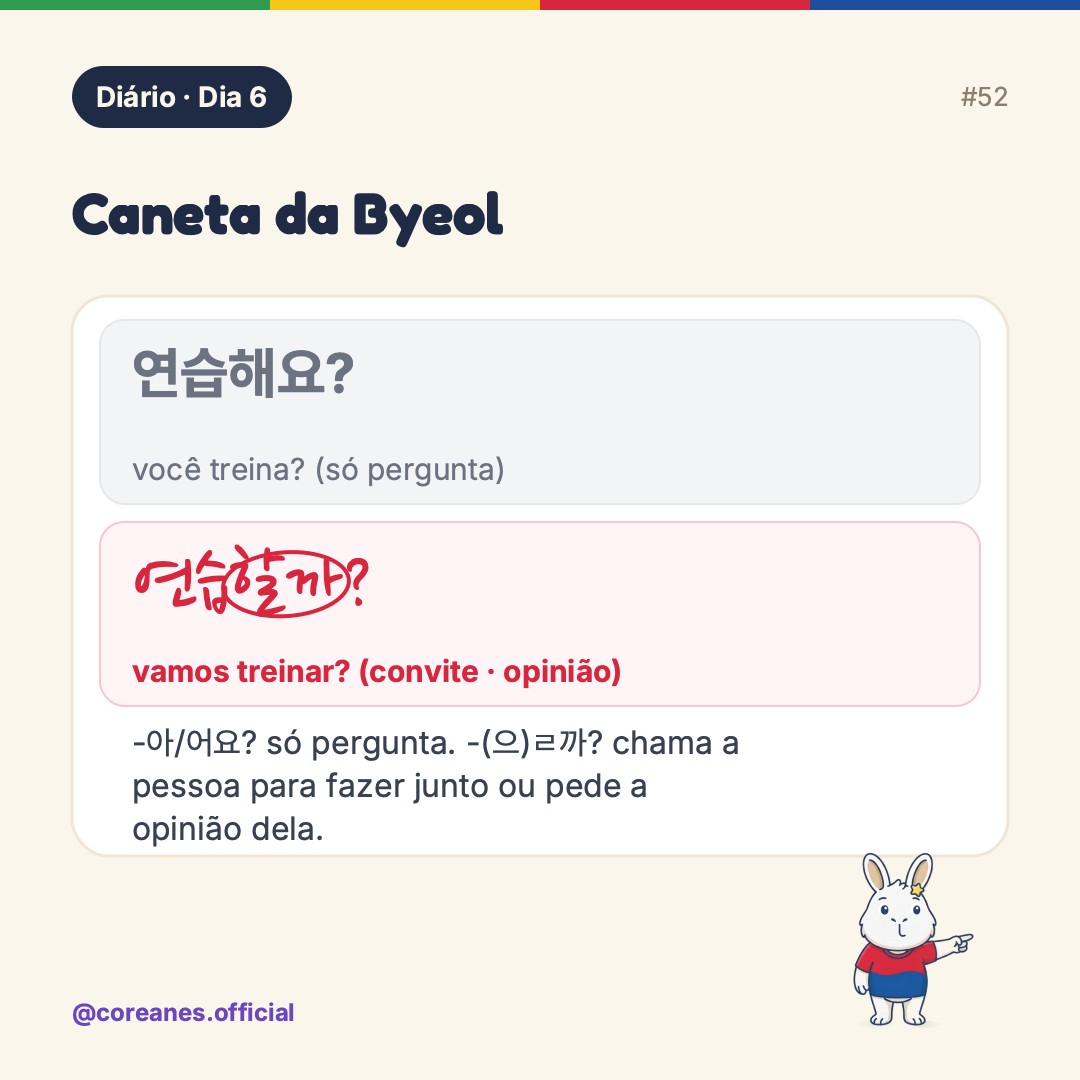 Diário · Dia 6
#52
Caneta da Byeol
연습해요?
você treina? (só pergunta)
연습할까?
vamos treinar? (convite · opinião)
-아/어요? só pergunta. -(으)ㄹ까? chama a
pessoa para fazer junto ou pede a
opinião dela.
@coreanes.official